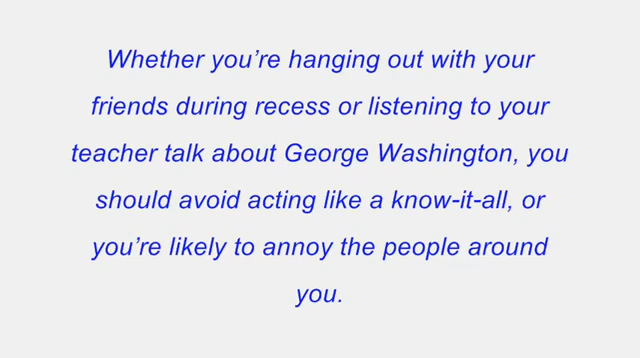 Whether you’re hanging out with your
friends during recess or listening to your
teacher talk about George Washington, you
should avoid acting like a know-it-all, or
you’re likely to annoy the people around
you.